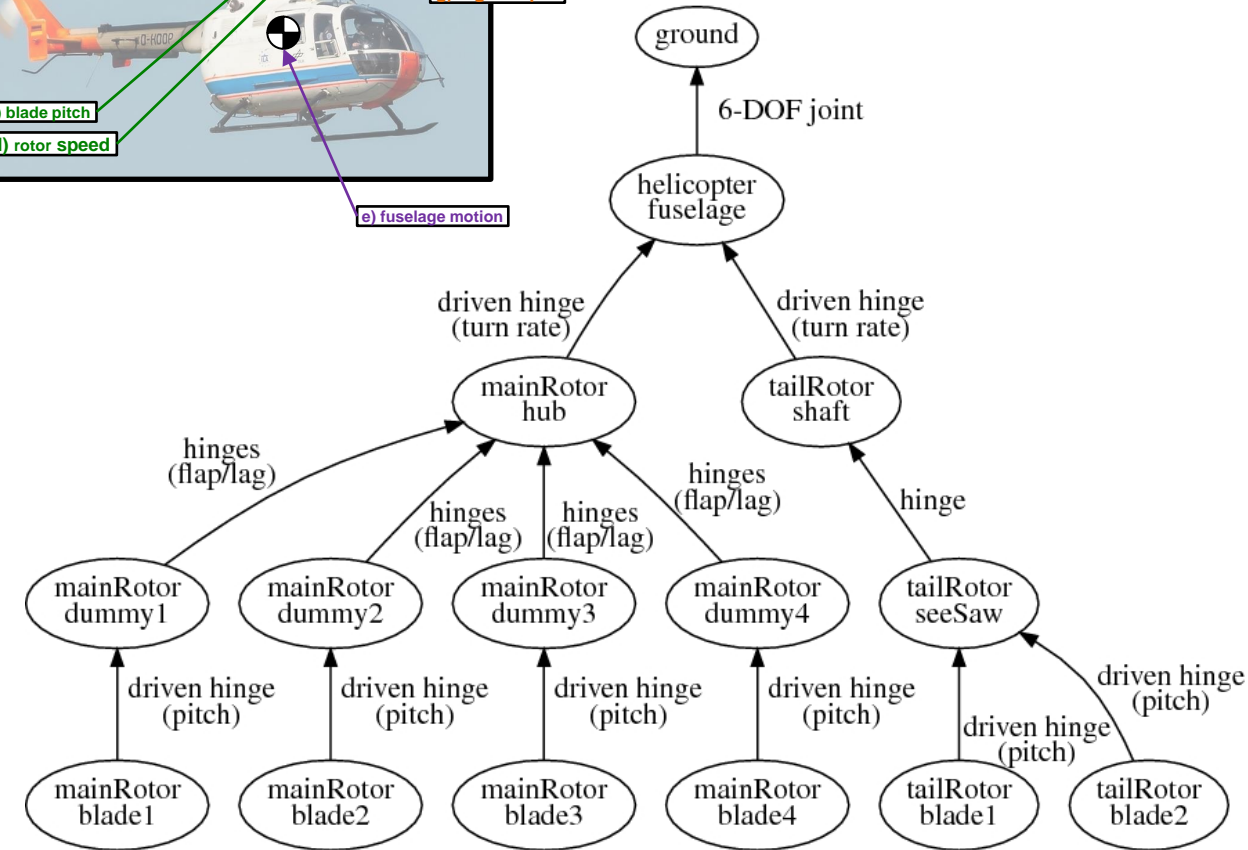 D-HDDP
blade pitch
) rotor speed
e) fuselage motion
ground
6-DOF joint
helicopter
fuselage
driven hinge
(turn rate)
driven hinge
(turn rate)
mainRotor
hub
tailRotor
shaft
hinges
(flap/lag)
hinges
(flap/lag)
hinges
(flap/lag)
hinges
(flap/lag)
hinge
mainRotor
dummy1
mainRotor
dummy2
mainRotor
dummy3
mainRotor
dummy4
tailRotor
seeSaw
driven hinge
(pitch)
driven hinge
(pitch)
driven hinge
(pitch)
driven hinge
(pitch)
driven hinge
(pitch)
driven hinge
(pitch)
mainRotor
blade1
mainRotor
blade2
mainRotor
blade3
mainRotor
blade4
tailRotor
blade1
tailRotor
blade2